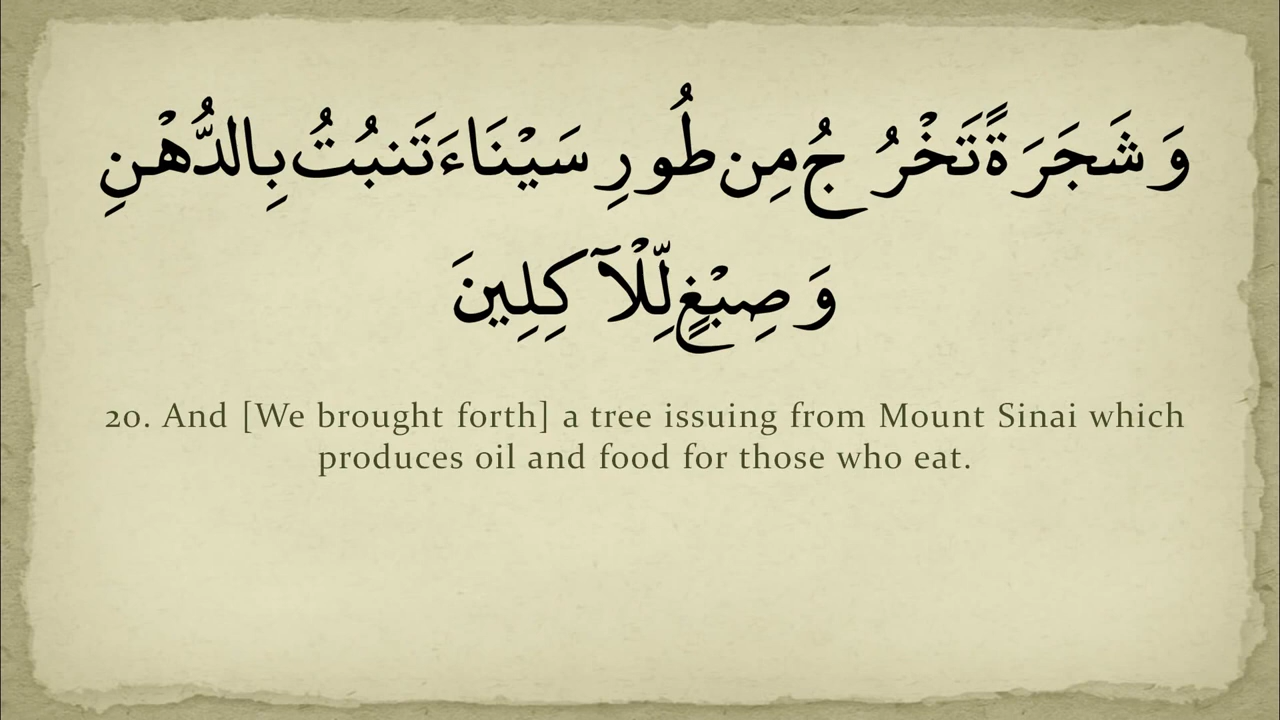 وَشَجَرَةً تَخْرُجُ مِن طُورِ سَيْنَاءَ تَنبُتُ بِالدُّهْنِ
وَصِبْغٍ لِّلْآكِلِينَ
20. And [We brought forth] a tree issuing from Mount Sinai which
produces oil and food for those who eat.